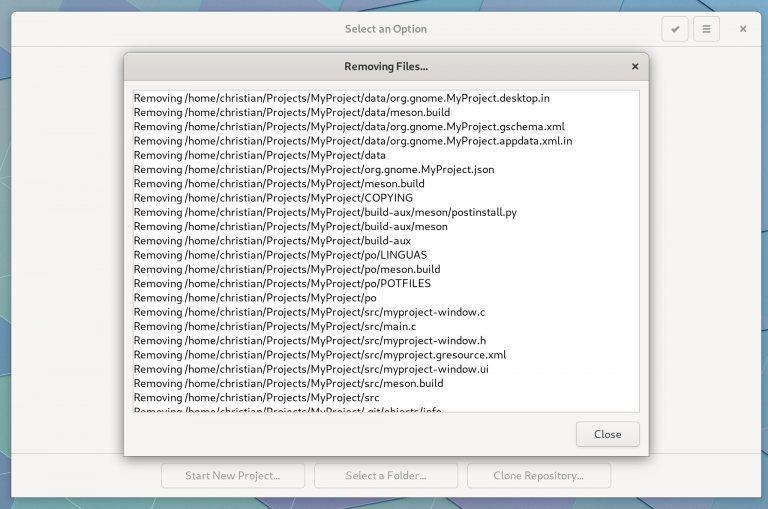 Select an Option
Removing Files...
Removing /home/christian/Projects/MyProject/data/org.gnome.MyProject.desktop.in
Removing /home/christian/Projects/MyProject/data/meson.build
Removing /home/christian/Projects/MyProject/data/org.gnome.MyProject.gschema.xml
Removing /home/christian/Projects/MyProject/data/org.gnome.MyProject.appdata.xml.in
Removing /home/christian/Projects/MyProject/data
Removing /home/christian/Projects/MyProject/org.gnome.MyProject.json
Removing /home/christian/Projects/MyProject/meson.build
Removing /home/christian/Projects/MyProject/COPYING
Removing /home/christian/Projects/MyProject/build-aux/meson/postinstall.py
Removing /home/christian/Projects/MyProject/build-aux/meson
Removing /home/christian/Projects/MyProject/build-aux
Removing /home/christian/Projects/MyProject/po/LINGUAS
Removing /home/christian/Projects/MyProject/po/meson.build
Removing /home/christian/Projects/MyProject/po/POTFILES
Removing /home/christian/Projects/MyProject/po
Removing /home/christian/Projects/MyProject/src/myproject-window.c
Removing /home/christian/Projects/MyProject/src/main.c
Removing /home/christian/Projects/MyProject/src/myproject-window.h
Removing /home/christian/Projects/MyProject/src/myproject.gresource.xml
Removing /home/christian/Projects/MyProject/src/myproject-window.ui
Removing /home/christian/Projects/MyProject/src/meson.build
Removing /home/christian/Projects/MyProject/src
Removing /home/christian/Projects/MyProject/.git/objects/info
Close
Start New Project...
Select a Folder...
Clone Repository...